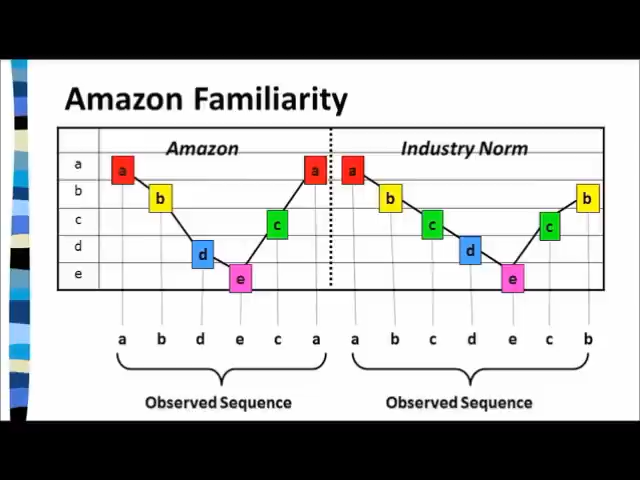 Amazon Familiarity
Amazon Industry Norm
a a a a
b b b b
c c c c
d d d
e e e
a b d e c a a b c d e c b
Observed Sequence Observed Sequence